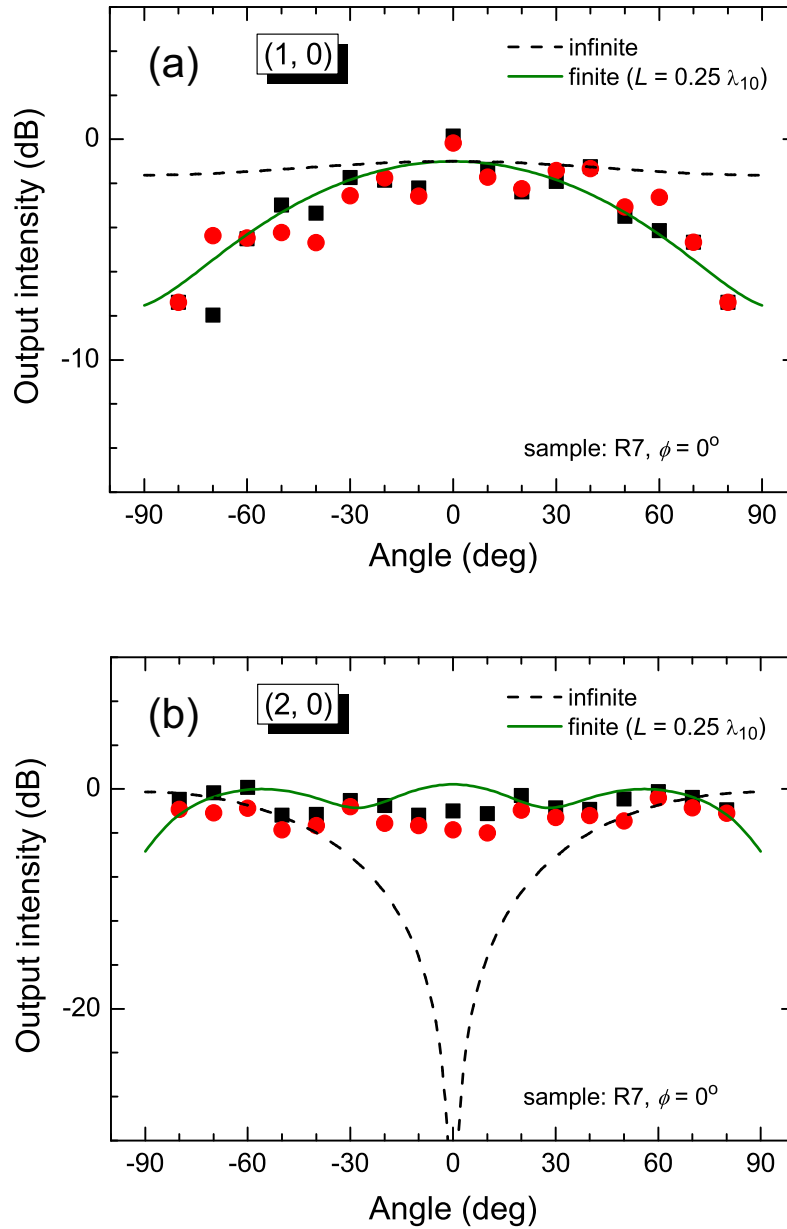 (a)
(1, 0)
infinite
finite (L = 0.25 λ10)
Output intensity (dB)
0
-10
sample: R7, ϕ = 0º
-90 -60 -30 0 30 60 90
Angle (deg)
(b)
(2, 0)
infinite
finite (L = 0.25 λ10)
Output intensity (dB)
0
-20
sample: R7, ϕ = 0º
-90 -60 -30 0 30 60 90
Angle (deg)